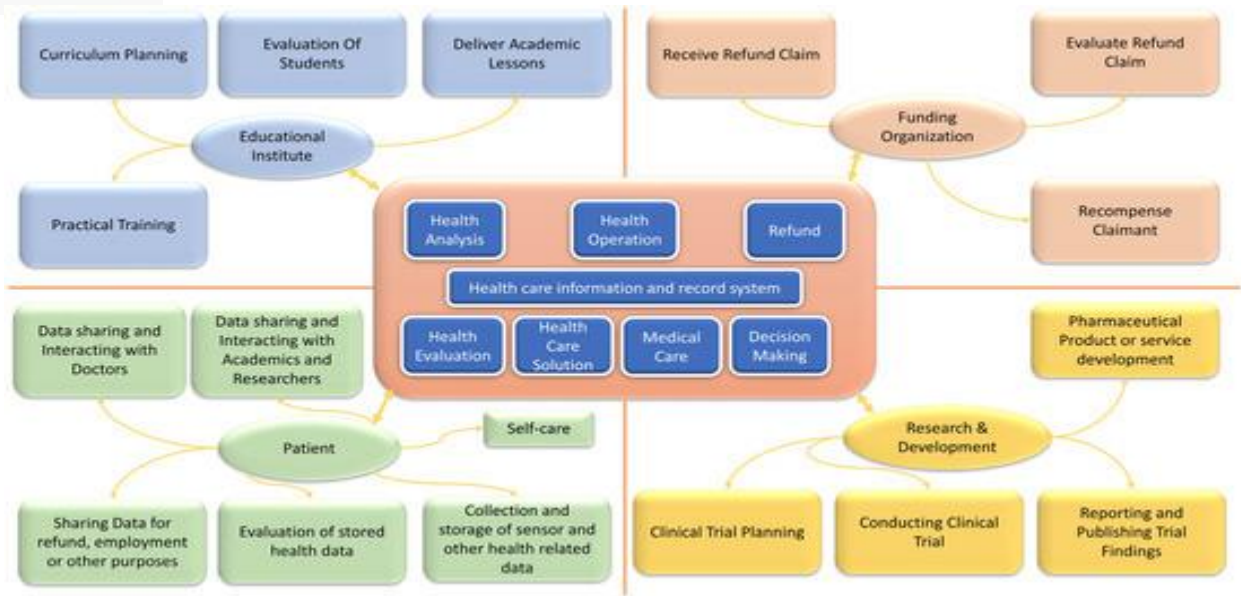 Curriculum Planning
Evaluation Of
Students
Deliver Academic
Lessons
Educational
Institute
Practical Training
Receive Refund Claim
Evaluate Refund
Claim
Funding
Organization
Recompense
Claimant
Health
Analysis
Health
Operation
Refund
Health care information and record system
Health
Evaluation
Health
Care
Solution
Medical
Care
Decision
Making
Data sharing and
Interacting with
Doctors
Data sharing and
Interacting with
Academics and
Researchers
Self-care
Patient
Sharing Data for
refund, employment
or other purposes
Evaluation of stored
health data
Collection and
storage of sensor and
other health related
data
Pharmaceutical
Product or service
development
Research &
Development
Clinical Trial Planning
Conducting Clinical
Trial
Reporting and
Publishing Trial
Findings